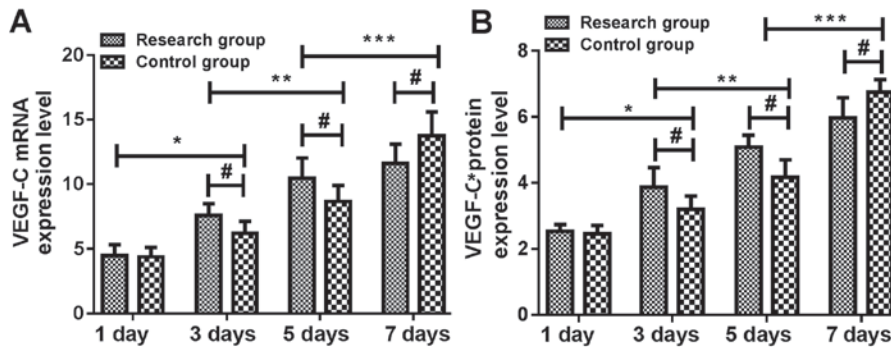 A
VEGF-C mRNA
expression level
20
15
10
5
0
Research group
Control group
*
**
***
#
#
#
1 day
3 days
5 days
7 days
B
VEGF-C*protein
expression level
8
6
4
2
0
Research group
Control group
*
**
***
#
#
#
1 day
3 days
5 days
7 days